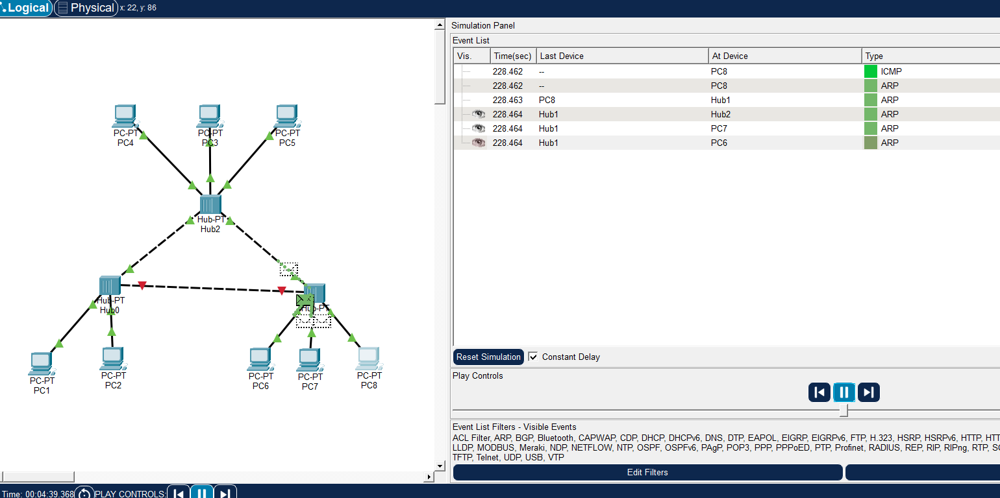 Logical Physical x: 22, y: 86
PC-PT PC-PT PC-PT
PC4 PC3 PC5
Hub-PT
Hub2
Hub-PT
Hub0
Hub-PT
PC-PT
PC1
PC-PT
PC2
PC-PT
PC6
PC-PT
PC7
PC-PT
PC8
Simulation Panel
Event List
Vis. Time(sec) Last Device At Device Type
228.462 -- PC8 ICMP
228.462 -- PC8 ARP
228.463 PC8 Hub1 ARP
228.464 Hub1 Hub2 ARP
228.464 Hub1 PC7 ARP
228.464 Hub1 PC6 ARP
Reset Simulation Constant Delay
Play Controls
Event List Filters - Visible Events
ACL Filter, ARP, BGP, Bluetooth, CAPWAP, CDP, DHCP, DHCPv6, DNS, DTP, EAPOL, EIGRP, EIGRPv6, FTP, H.323, HSRP, HSRPv6, HTTP, HTT
LLDP, MODBUS, Meraki, NDP, NETFLOW, NTP, OSPF, OSPFv6, PAgP, POP3, PPP, PPPoED, PTP, Profinet, RADIUS, REP, RIP, RIPng, RTP,
TFTP, Telnet, UDP, USB, VTP
Edit Filters
Time: 00:04:39.368 PLAY CONTROLS: